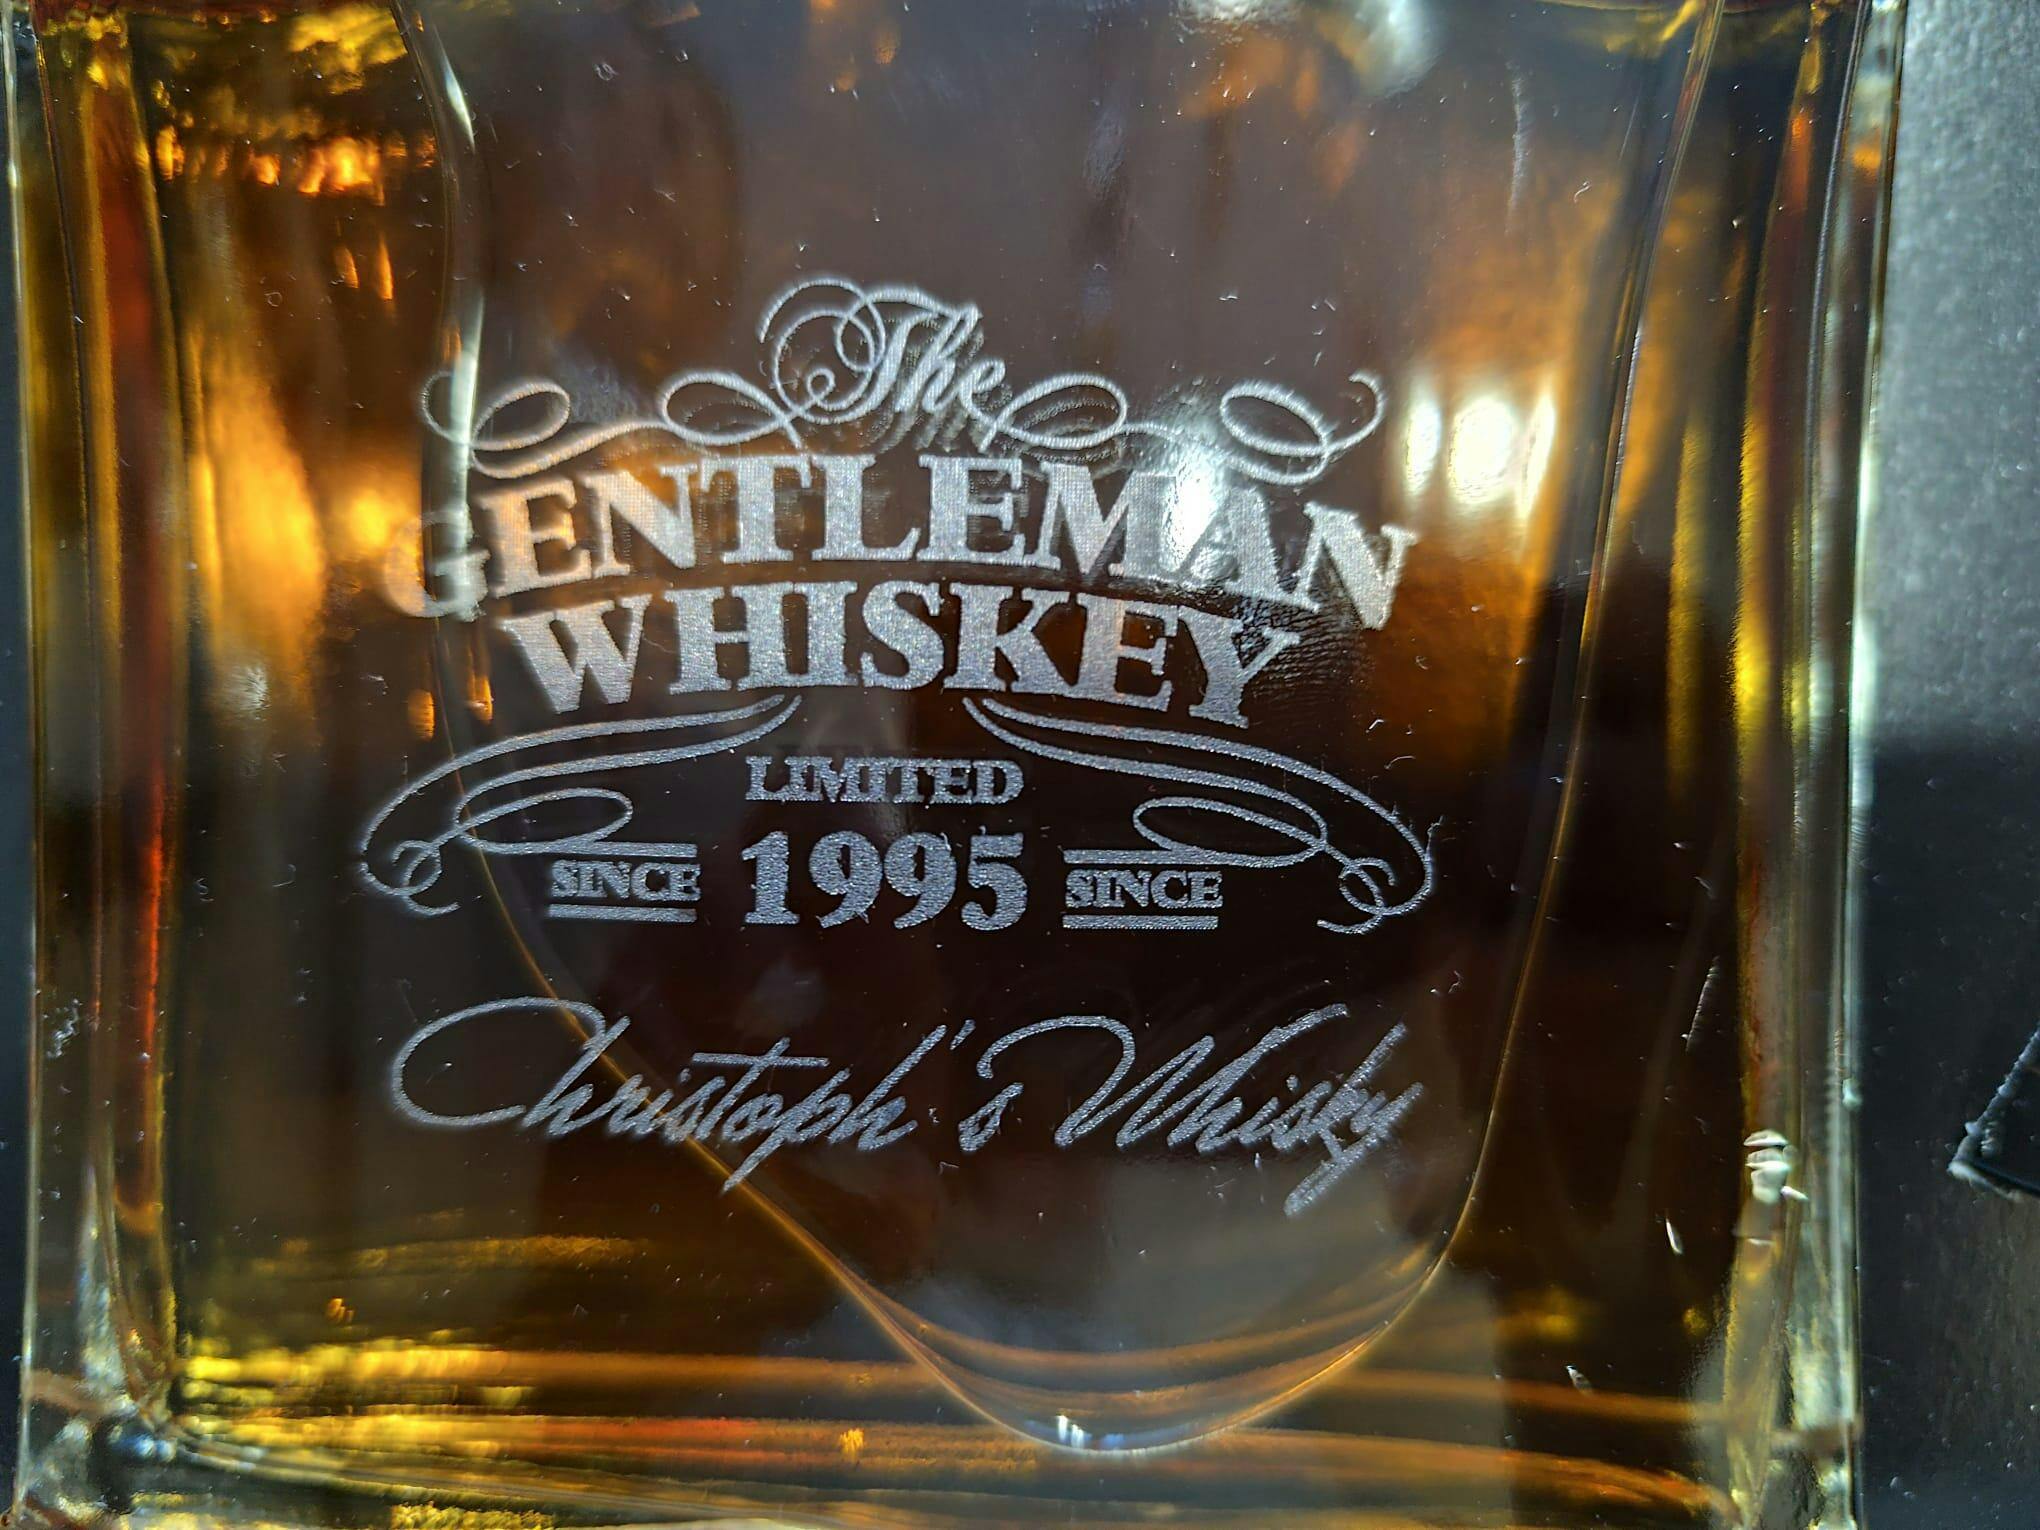 The
GENTLEMAN
WHISKEY
LIMITED
SINCE 1995 SINCE
Christoph's Whisky